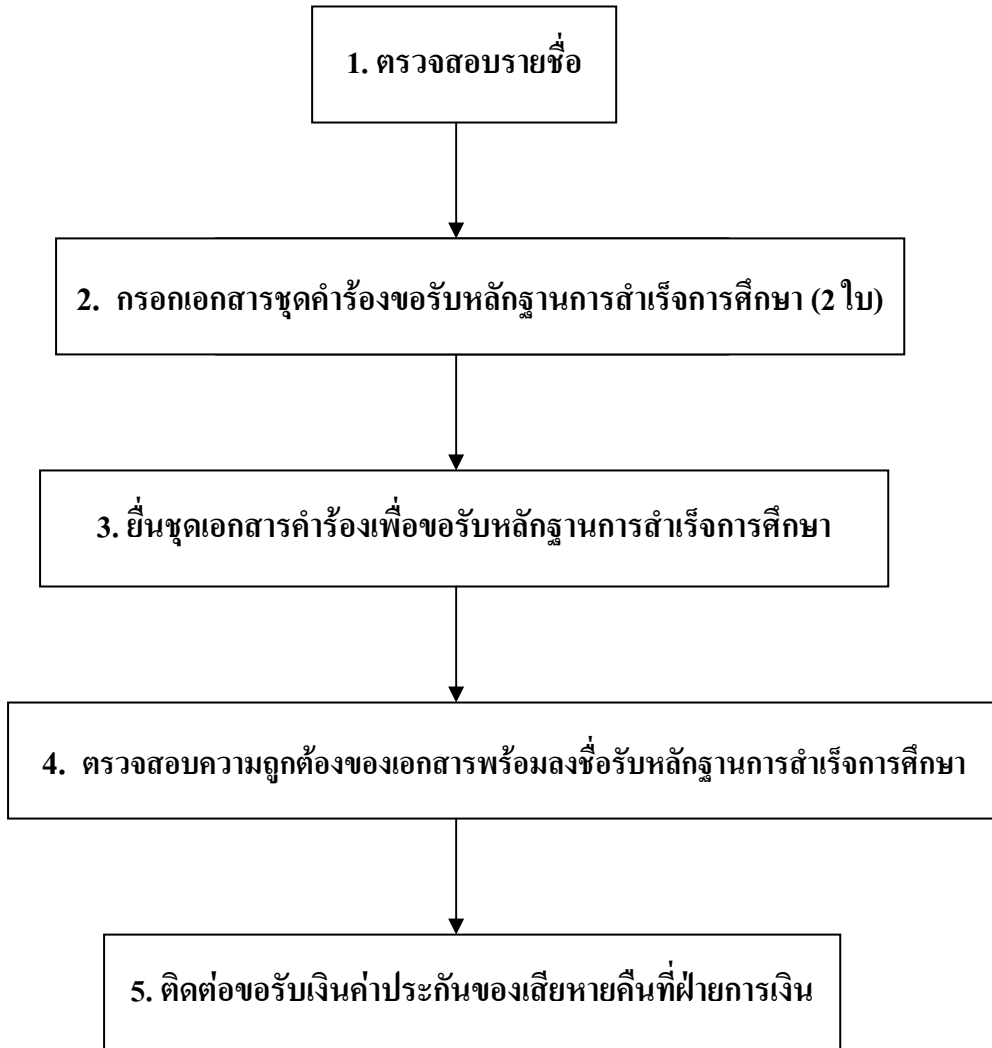 1. ตรวจสอบรายชื่อ
2. กรอกเอกสารชุดคำร้องขอรับหลักฐานการสำเร็จการศึกษา (2 ใบ)
3. ยื่นชุดเอกสารคำร้องเพื่อขอรับหลักฐานการสำเร็จการศึกษา
4. ตรวจสอบความถูกต้องของเอกสารพร้อมลงชื่อรับหลักฐานการสำเร็จการศึกษา
5. ติดต่อขอรับเงินค่าประกันของเสียหายคืนที่ฝ่ายการเงิน